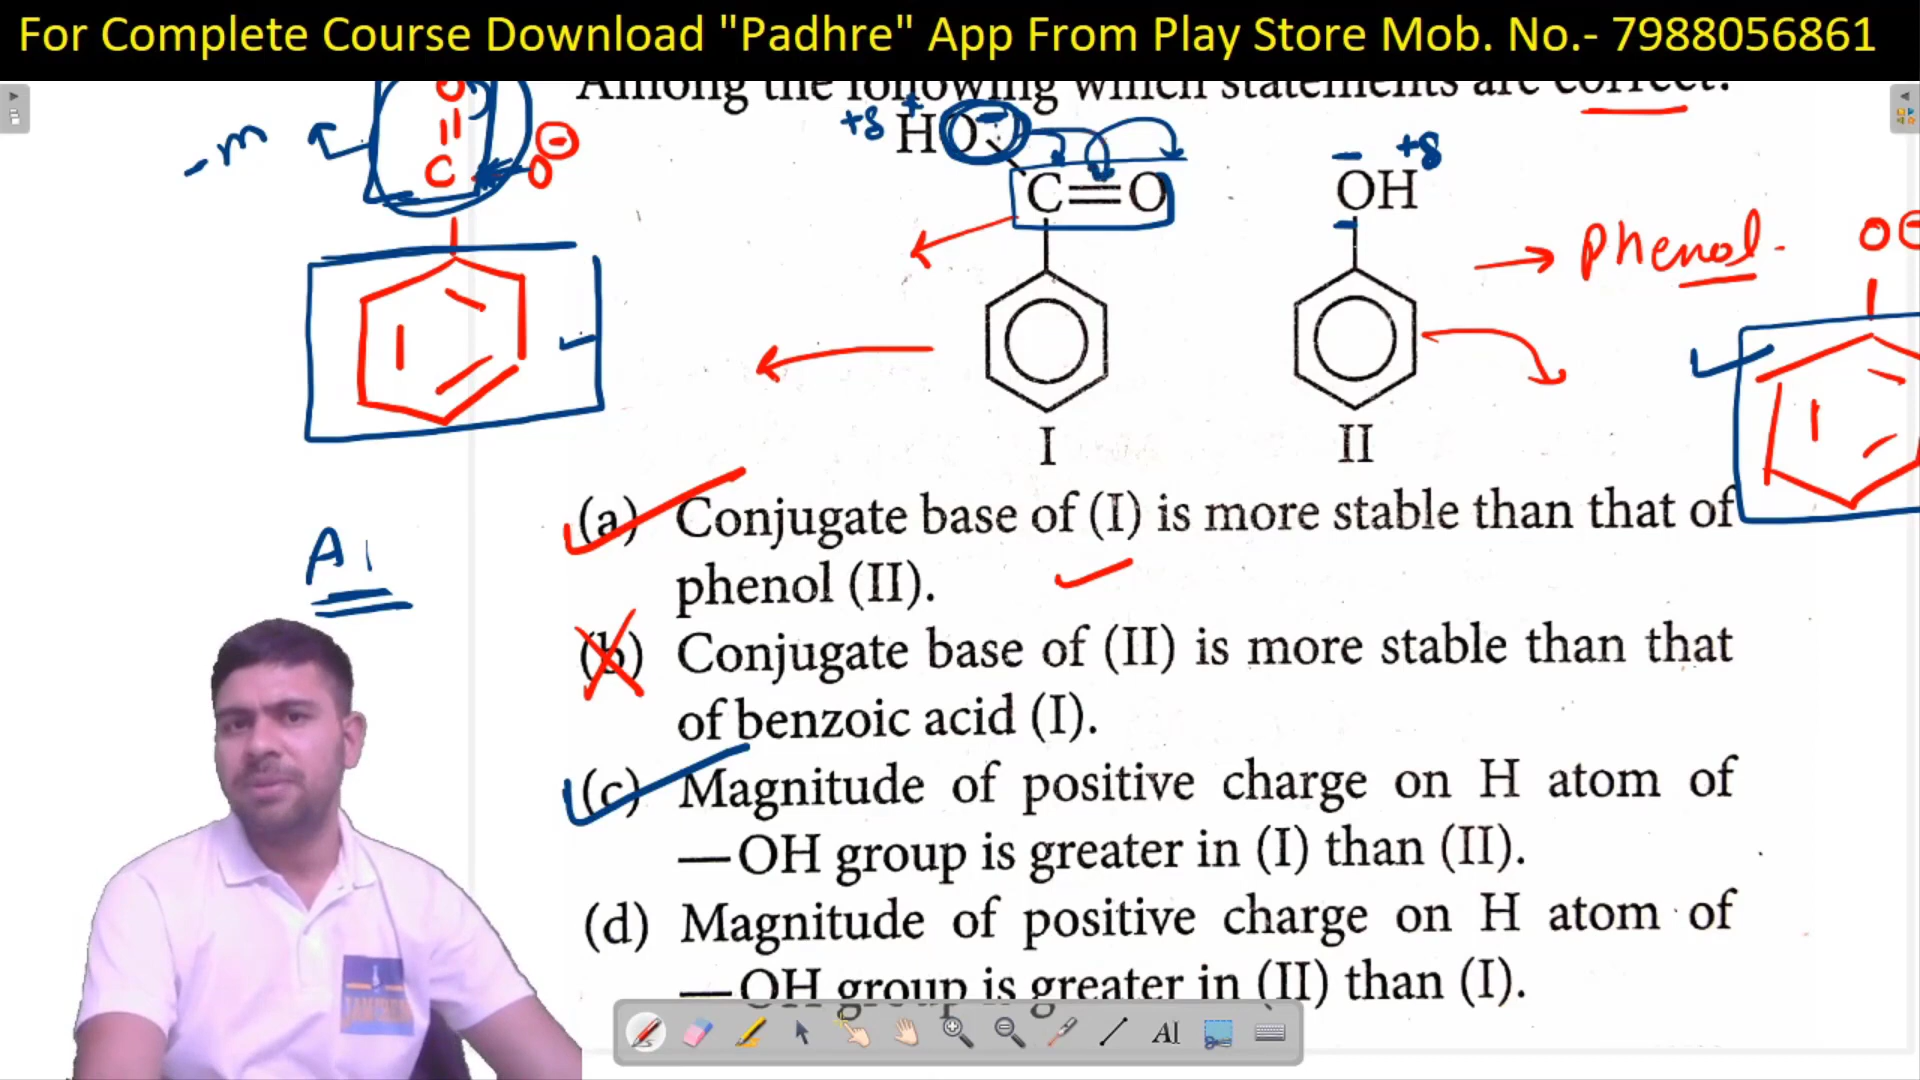 For Complete Course Download "Padhre" App From Play Store Mob. No.- 7988056861
Among the following which statements are correct?
O
+δ HO
+δ
-m
C
O
C=O
OH
Phenol.
O
I
II
(a) Conjugate base of (I) is more stable than that of
phenol (II).
(b) Conjugate base of (II) is more stable than that
of benzoic acid (I).
(c) Magnitude of positive charge on H atom of
—OH group is greater in (I) than (II).
(d) Magnitude of positive charge on H atom of
—OH group is greater in (II) than (I).
AI